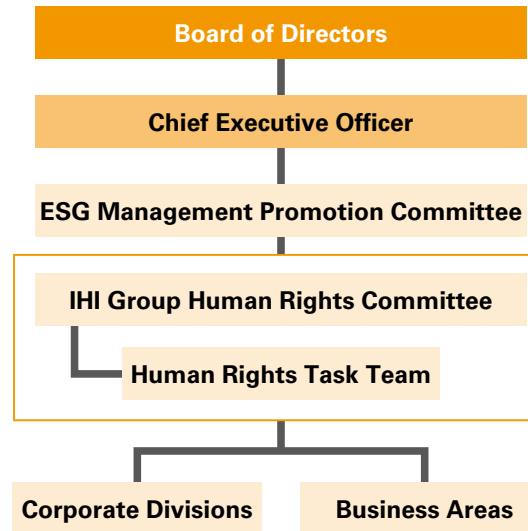 Board of Directors
Chief Executive Officer
ESG Management Promotion Committee
IHI Group Human Rights Committee
Human Rights Task Team
Corporate Divisions
Business Areas